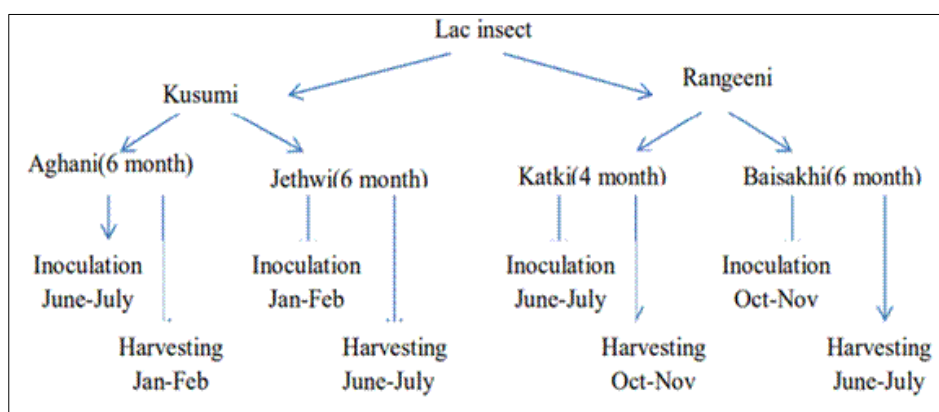 Lac insect
Kusumi
Rangeeni
Aghani(6 month)
Jethwi(6 month)
Katki(4 month)
Baisakhi(6 month)
Inoculation
June-July
Inoculation
Jan-Feb
Inoculation
June-July
Inoculation
Oct-Nov
Harvesting
Jan-Feb
Harvesting
June-July
Harvesting
Oct-Nov
Harvesting
June-July